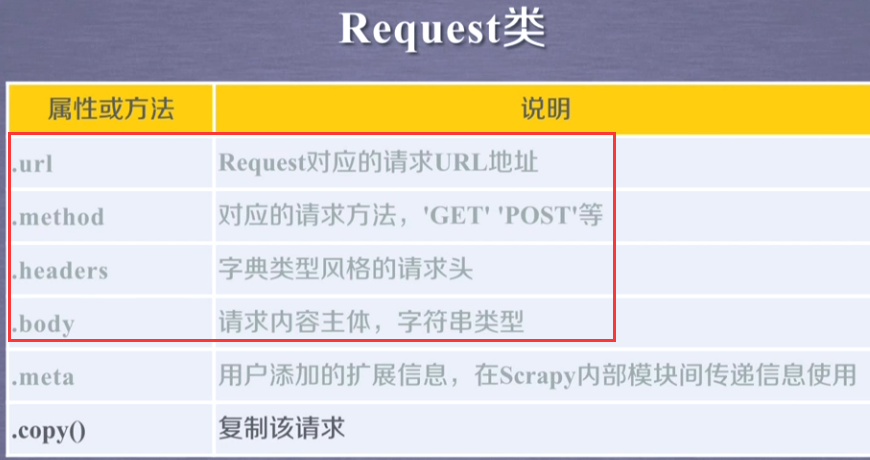 Request类
属性或方法 说明
.url Request对应的请求URL地址
.method 对应的请求方法，'GET' 'POST'等
.headers 字典类型风格的请求头
.body 请求内容主体，字符串类型
.meta 用户添加的扩展信息，在Scrapy内部模块间传递信息使用
.copy() 复制该请求